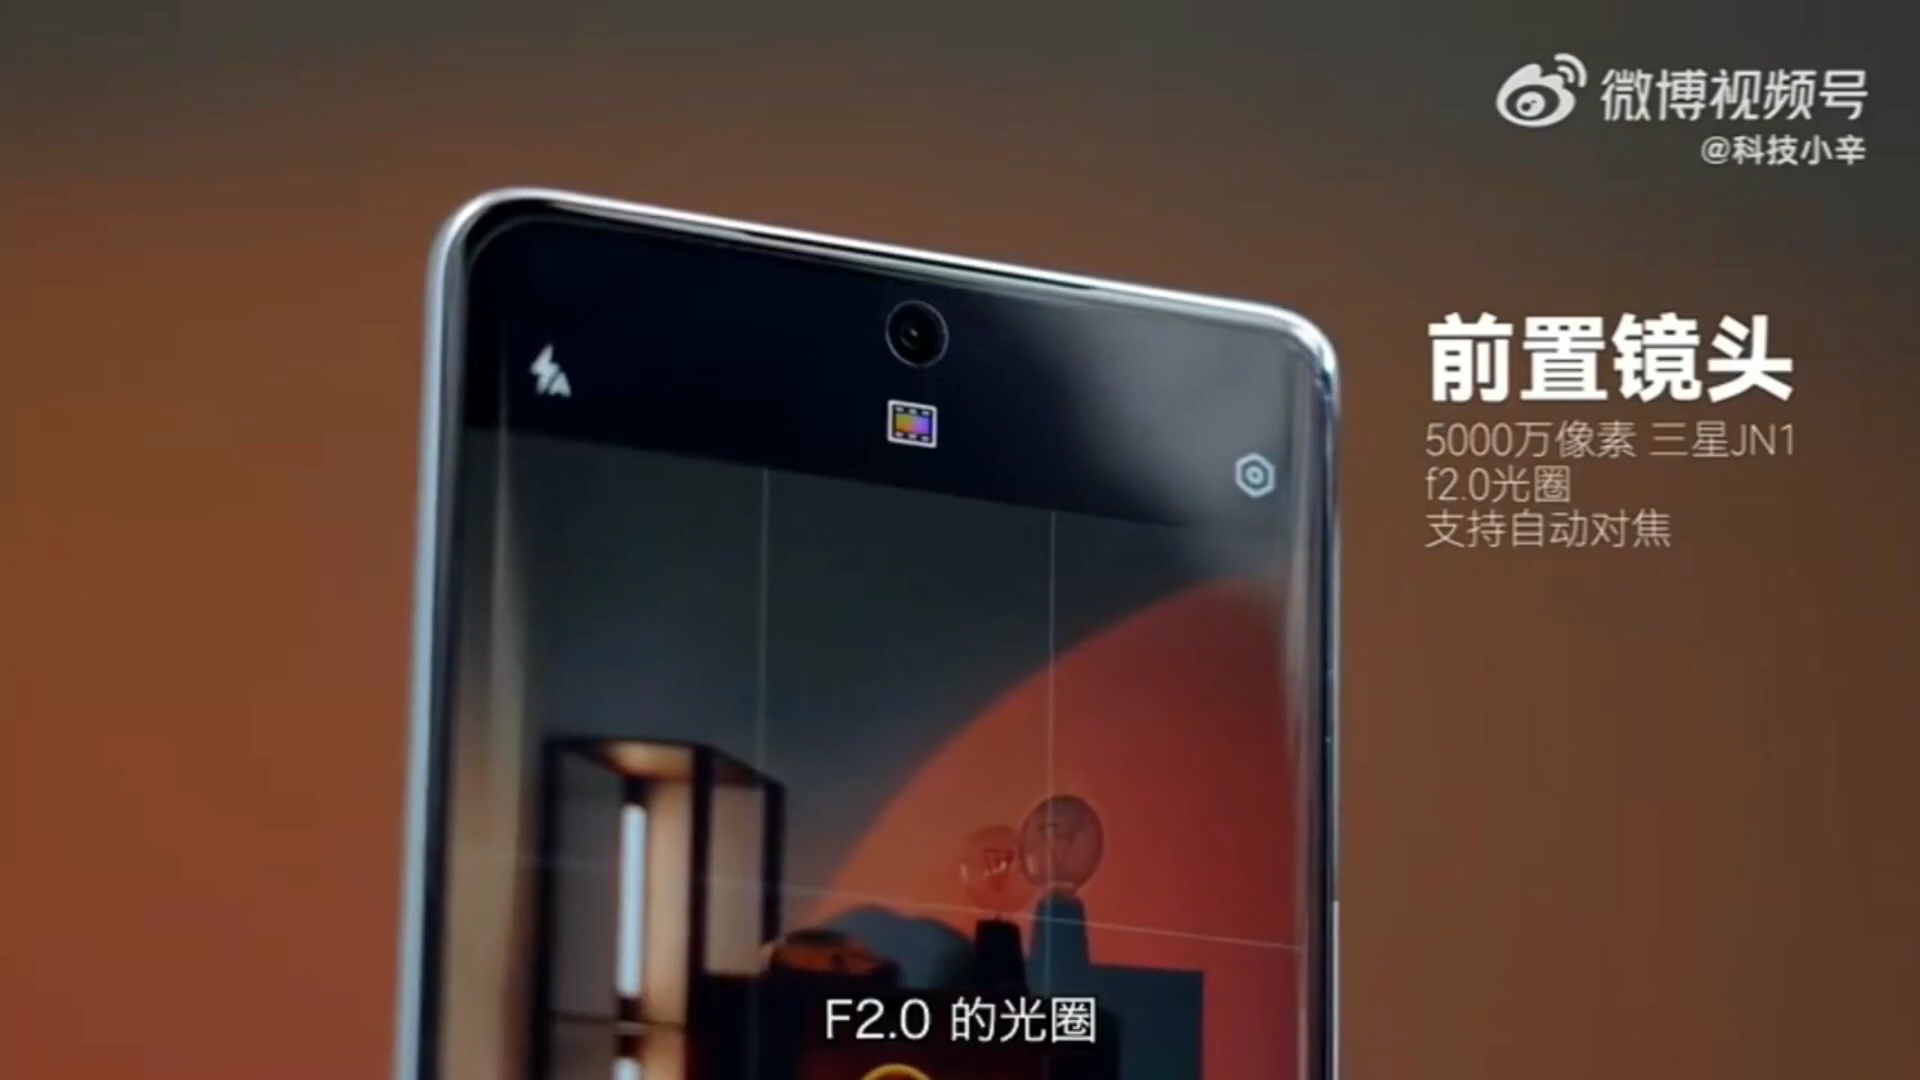 微博视频号
@科技小辛
前置镜头
5000万像素 三星JN1
f2.0光圈
支持自动对焦
F2.0 的光圈